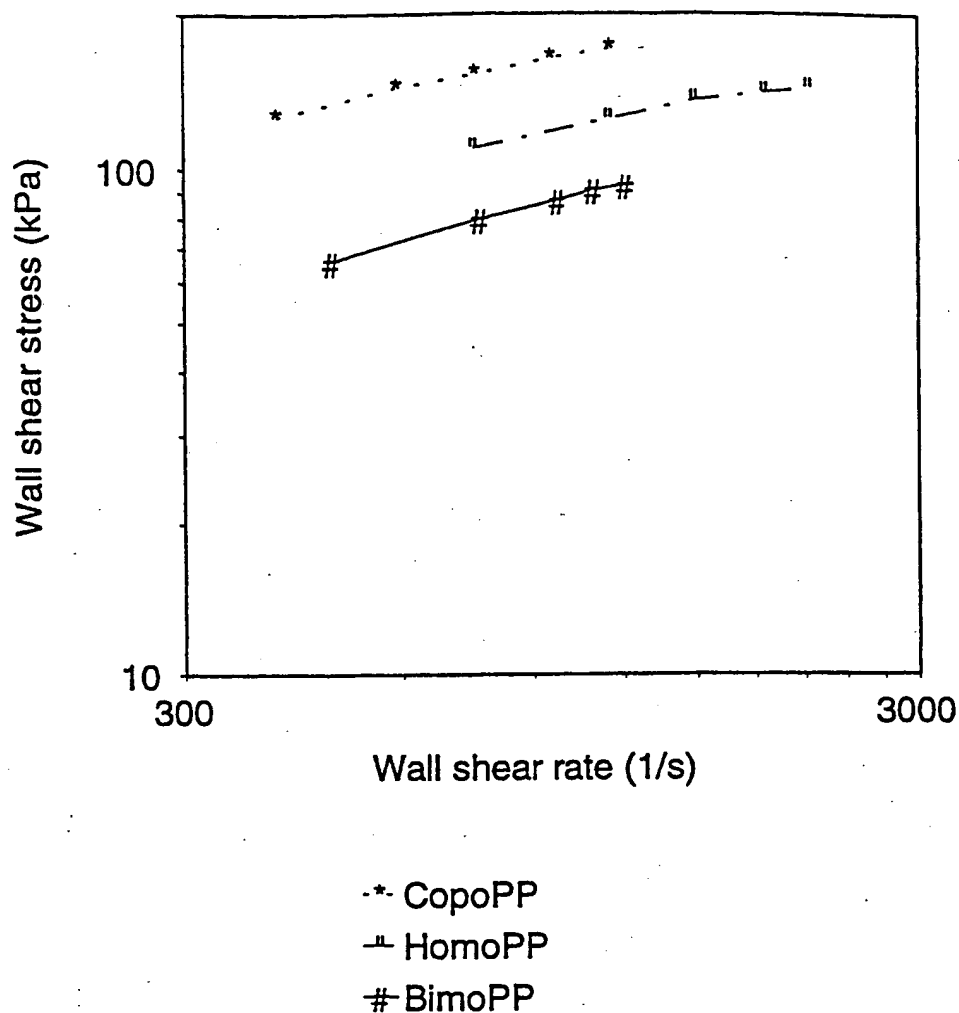 Wall shear stress (kPa)
100
10
300
3000
Wall shear rate (1/s)
CopoPP
HomoPP
BimoPP